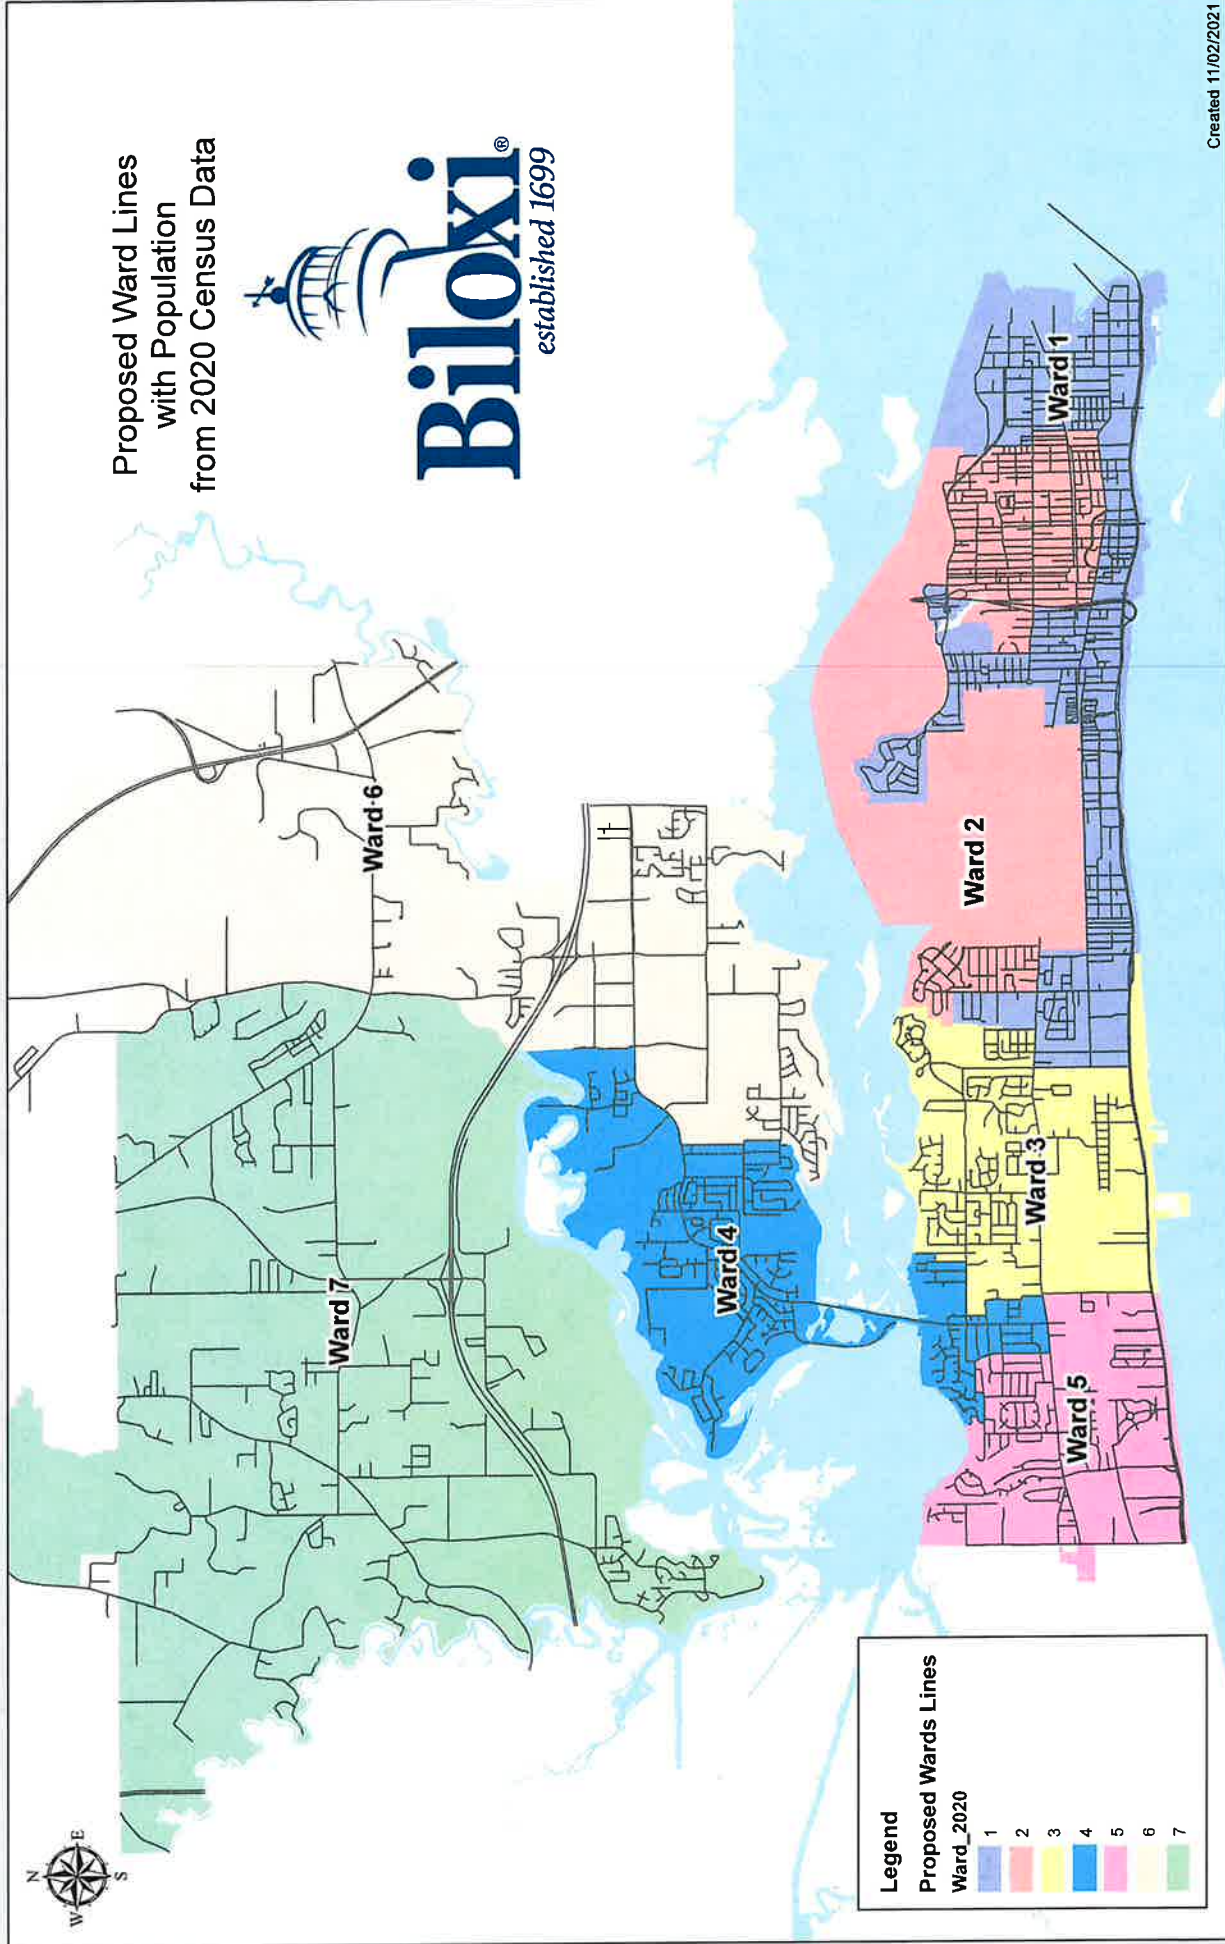 Proposed Ward Lines
with Population
from 2020 Census Data
Biloxi®
established 1699
N
W
E
S
Ward 6
Ward 7
Ward 4
Ward 2
Ward 1
Ward 3
Ward 5
Legend
Proposed Wards Lines
Ward_2020
1
2
3
4
5
6
7
Created 11/02/2021